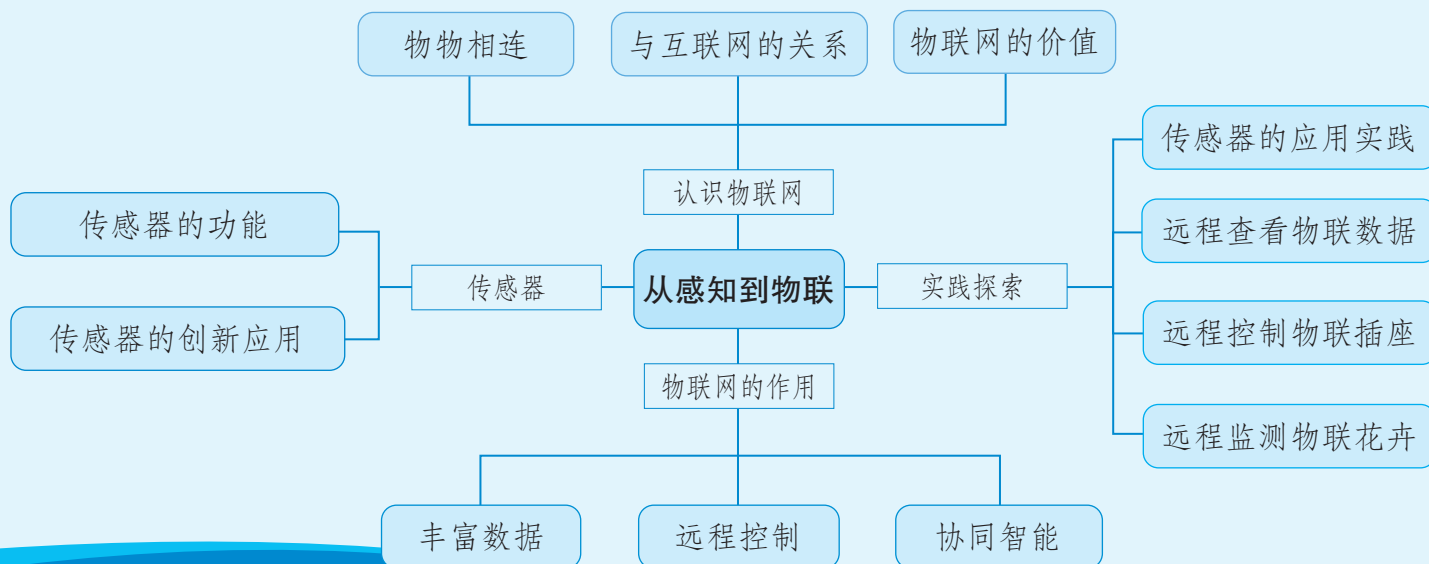 物物相连
与互联网的关系
物联网的价值
认识物联网
传感器的功能
传感器的创新应用
传感器
从感知到物联
实践探索
传感器的应用实践
远程查看物联数据
远程控制物联插座
远程监测物联花卉
物联网的作用
丰富数据
远程控制
协同智能